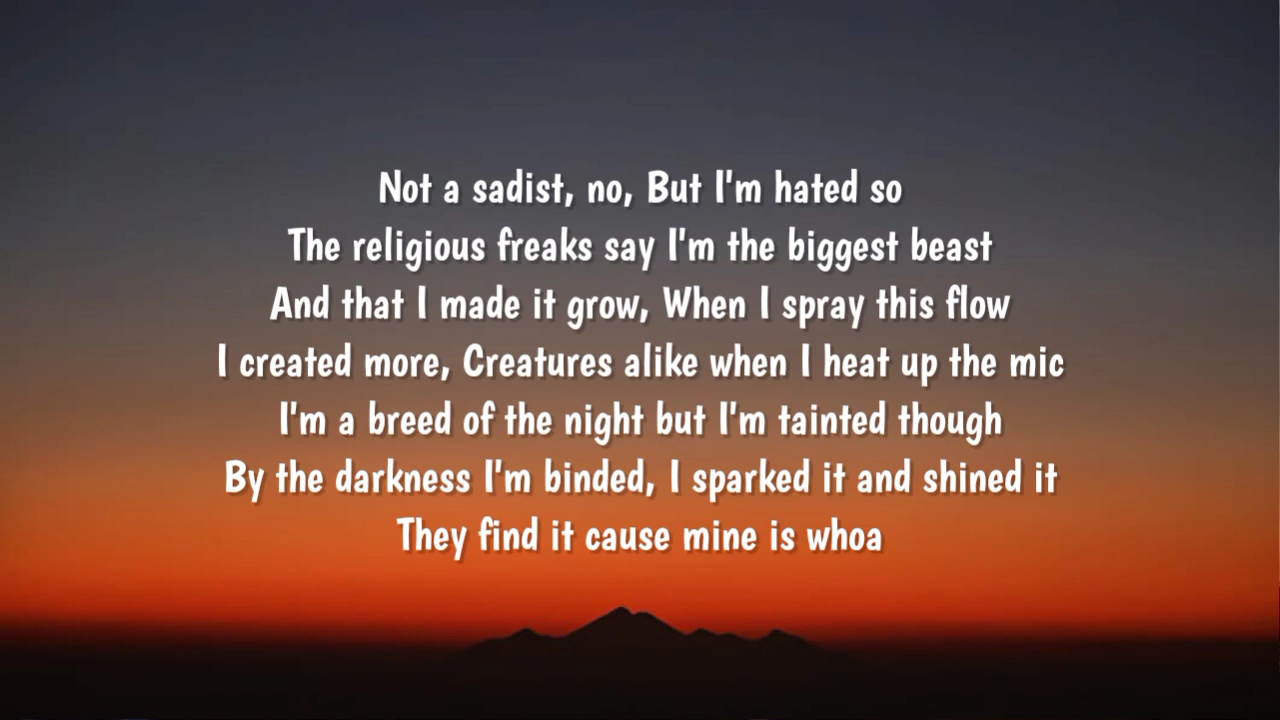 Not a sadist, no, But I'm hated so
The religious freaks say I'm the biggest beast
And that I made it grow, When I spray this flow
I created more, Creatures alike when I heat up the mic
I'm a breed of the night but I'm tainted though
By the darkness I'm binded, I sparked it and shined it
They find it cause mine is whoa